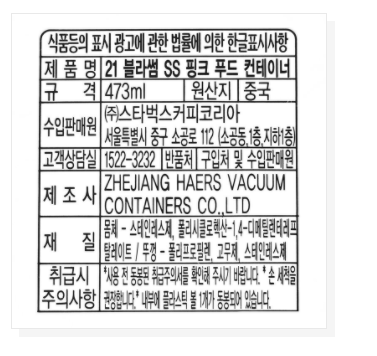 식품등의 표시 광고에 관한 법률에 의한 한글표시사항
제 품 명 21 블라썸 SS 핑크 푸드 컨테이너
규 격 473ml 원산지 중국
수입판매원 ㈜스타벅스커피코리아
서울특별시 중구 소공로 112 (소공동,1층,지하1층)
고객상담실 1522-3232 반품처 구입처 및 수입판매원
제 조 사 ZHEJIANG HAERS VACUUM
CONTAINERS CO.,LTD
재 질 몸체 - 스테인레스제, 폴리시클로헥산-1,4-디메틸렌테레프
탈레이트 / 뚜껑 - 폴리프로필렌, 고무제, 스테인레스제
취급시 *사용 전 동봉된 취급주의서를 확인해 주시기 바랍니다. * 손 세척을
주의사항 권장합니다.* 내부에 플라스틱 볼 1개가 동봉되어 있습니다.